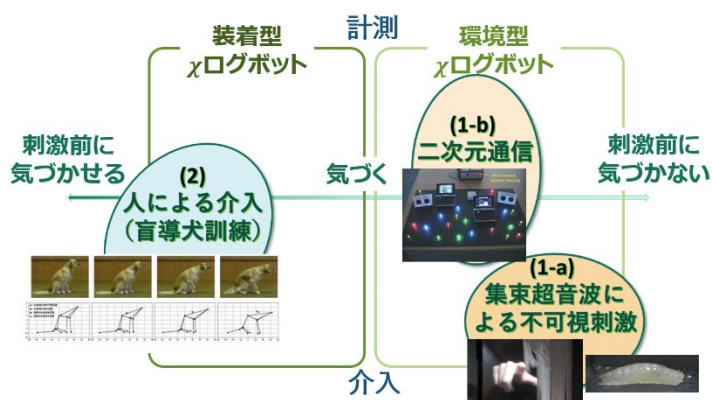 計測
装着型
χログボット
環境型
χログボット
刺激前に
気づかせる
(2)
人による介入
(盲導犬訓練)
気づく
(1-b)
二次元通信
刺激前に
気づかない
(1-a)
集束超音波に
よる不可視刺激
介入